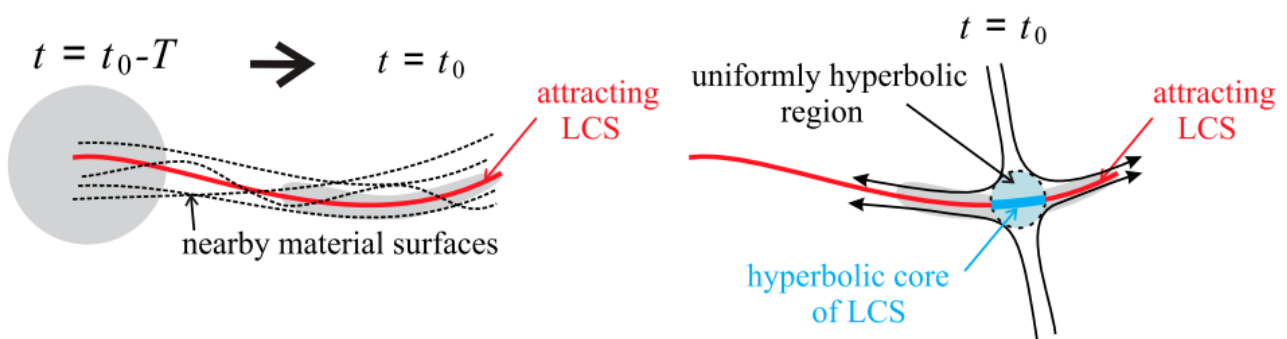 t = t₀-T
t = t₀
attracting
LCS
nearby material surfaces
t = t₀
uniformly hyperbolic
region
attracting
LCS
hyperbolic core
of LCS